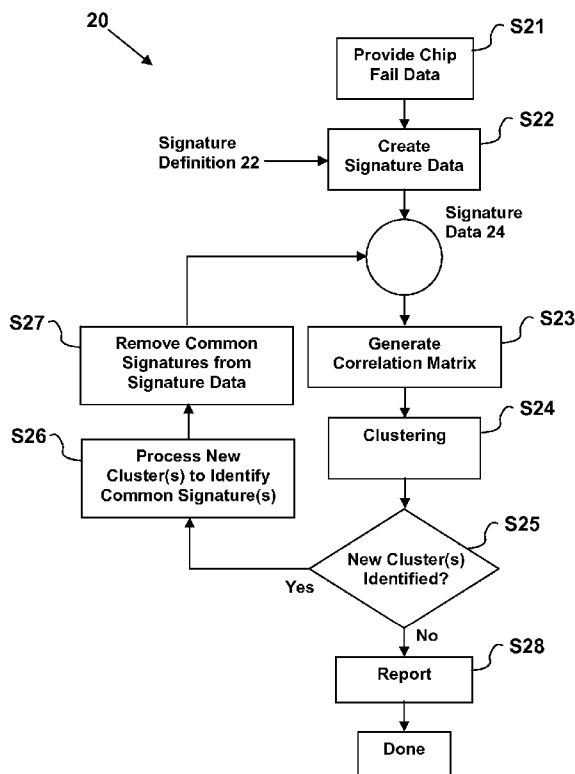 20
S21
Provide Chip
Fail Data
S22
Signature
Definition 22
Create
Signature Data
Signature
Data 24
S23
Generate
Correlation Matrix
S27
Remove Common
Signatures from
Signature Data
S24
Clustering
S26
Process New
Cluster(s) to Identify
Common Signature(s)
S25
New Cluster(s)
Identified?
Yes
No
S28
Report
Done